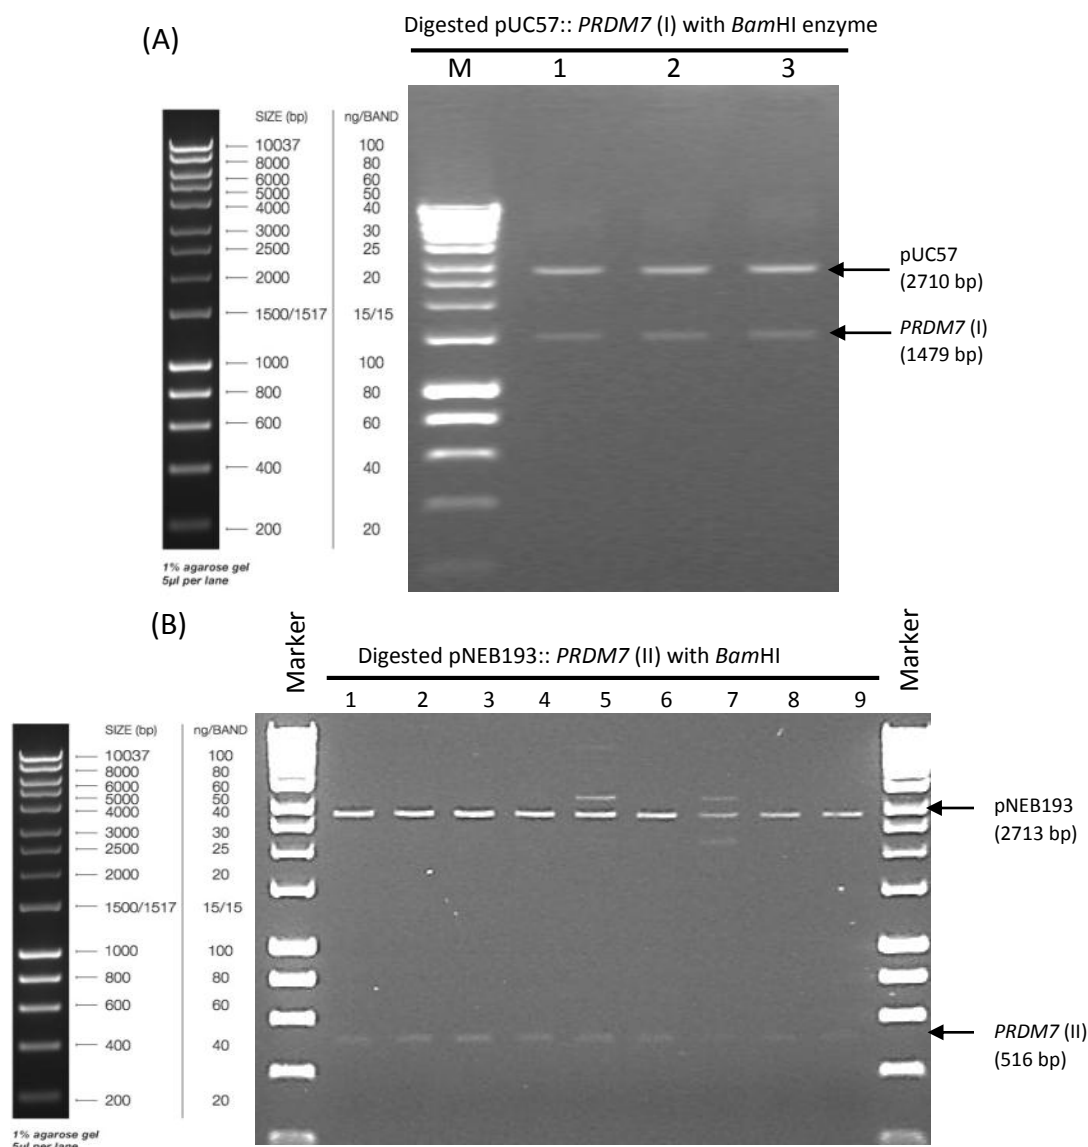 (A)
Digested pUC57:: PRDM7 (I) with BamHI enzyme
M 1 2 3
SIZE (bp) ng/BAND
10037 100
8000 80
6000 60
5000 50
4000 40
3000 30
2500 25
2000 20
1500/1517 15/15
1000 100
800 80
600 60
400 40
200 20
1% agarose gel
5µl per lane
pUC57
(2710 bp)
PRDM7 (I)
(1479 bp)
(B)
Marker
Digested pNEB193:: PRDM7 (II) with BamHI
Marker
1 2 3 4 5 6 7 8 9
SIZE (bp) ng/BAND
10037 100
8000 80
6000 60
5000 50
4000 40
3000 30
2500 25
2000 20
1500/1517 15/15
1000 100
800 80
600 60
400 40
200 20
1% agarose gel
5µl per lane
pNEB193
(2713 bp)
PRDM7 (II)
(516 bp)